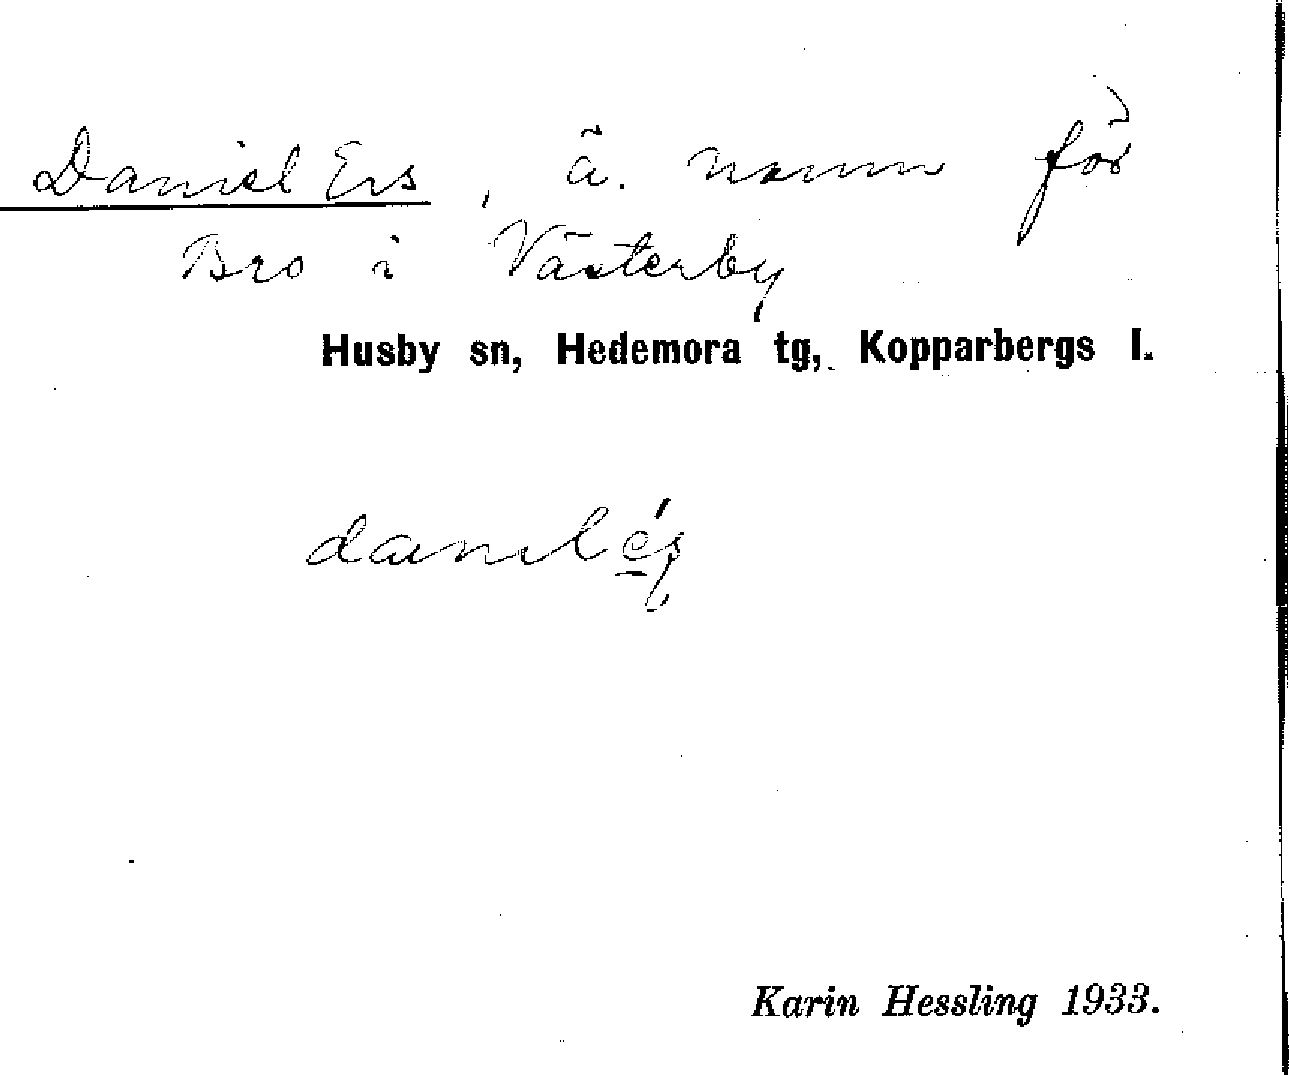 Daniel Ers, ä. namn för
Bro i Västerby
Husby sn, Hedemora tg, Kopparbergs l.
Karin Hessling 1933.